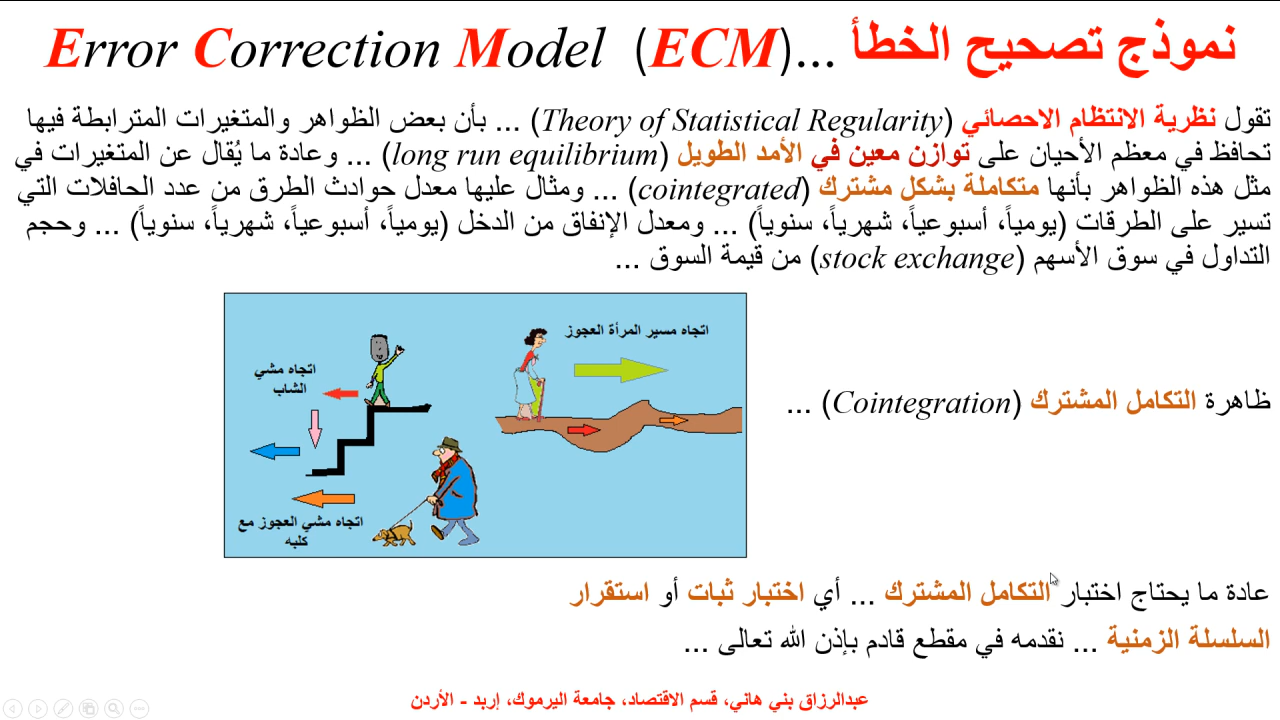 نموذج تصحيح الخطأ ...(ECM) Error Correction Model
تقول نظرية الانتظام الاحصائي (Theory of Statistical Regularity) ... بأن بعض الظواهر والمتغيرات المترابطة فيها
تحافظ في معظم الأحيان على توازن معين في الأمد الطويل (long run equilibrium) ... وعادة ما يُقال عن المتغيرات في
مثل هذه الظواهر بأنها متكاملة بشكل مشترك (cointegrated) ... ومثال عليها معدل حوادث الطرق من عدد الحافلات التي
تسير على الطرقات (يومياً، أسبوعياً، شهرياً، سنوياً) ... ومعدل الإنفاق من الدخل (يومياً، أسبوعياً، شهرياً، سنوياً) ... وحجم
التداول في سوق الأسهم (stock exchange) من قيمة السوق ...
اتجاه مسير المرأة العجوز
اتجاه مشي
الشاب
اتجاه مشي العجوز مع
كلبه
ظاهرة التكامل المشترك (Cointegration) ...
عادة ما يحتاج اختبار التكامل المشترك ... أي اختبار ثبات أو استقرار
السلسلة الزمنية ... نقدمه في مقطع قادم بإذن الله تعالى ...
عبدالرزاق بني هاني، قسم الاقتصاد، جامعة اليرموك، إربد - الأردن